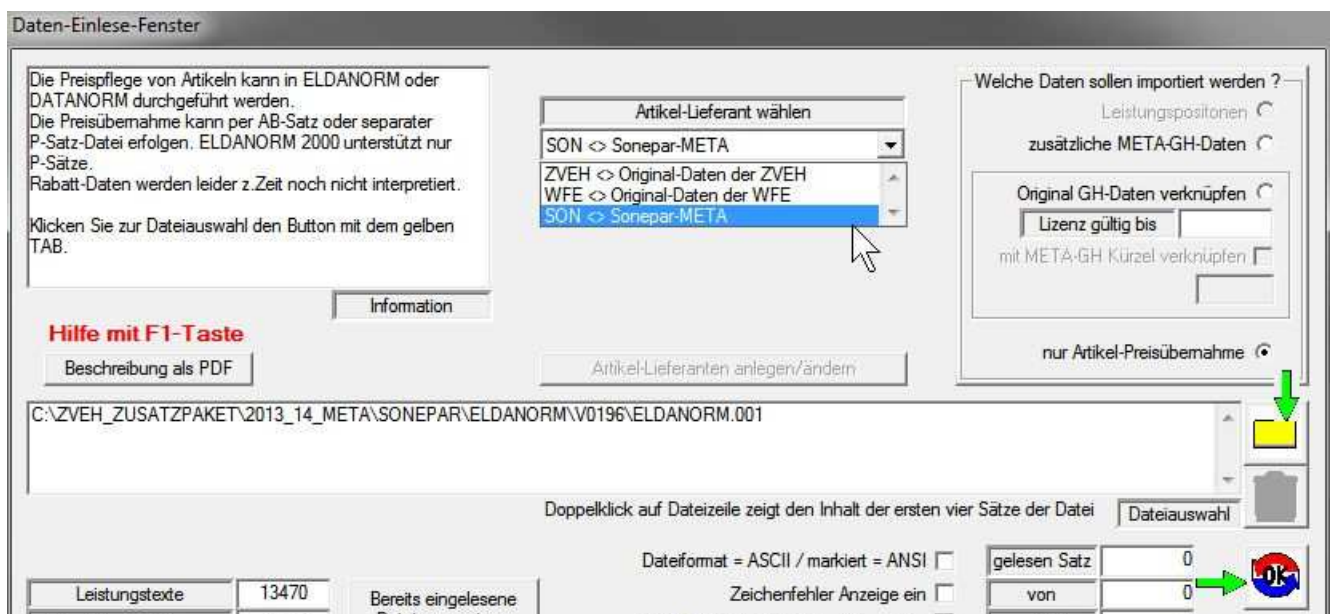 Daten-Einlese-Fenster
Die Preispflege von Artikeln kann in ELDANORM oder
DATANORM durchgeführt werden.
Die Preisübernahme kann per AB-Satz oder separater
P-Satz-Datei erfolgen. ELDANORM 2000 unterstützt nur
P-Sätze.
Rabatt-Daten werden leider z.Zeit noch nicht interpretiert.
Klicken Sie zur Dateiauswahl den Button mit dem gelben
TAB.
Information
Hilfe mit F1-Taste
Beschreibung als PDF
Artikel-Lieferant wählen
SON <> Sonepar-META
ZVEH <> Original-Daten der ZVEH
WFE <> Original-Daten der WFE
SON <> Sonepar-META
Artikel-Lieferanten anlegen/ändern
Welche Daten sollen importiert werden ?
Leistungspositonen
zusätzliche META-GH-Daten
Original GH-Daten verknüpfen
Lizenz gültig bis
mit META-GH Kürzel verknüpfen
nur Artikel-Preisübernahme
C:\ZVEH_ZUSATZPAKET\2013_14_META\SONEPAR\ELDANORM\V0196\ELDANORM.001
Doppelklick auf Dateizeile zeigt den Inhalt der ersten vier Sätze der Datei
Dateiauswahl
Dateiformat = ASCII / markiert = ANSI
gelesen Satz 0
OK
Leistungstexte 13470
Bereits eingelesene
Zeichenfehler Anzeige ein
von 0